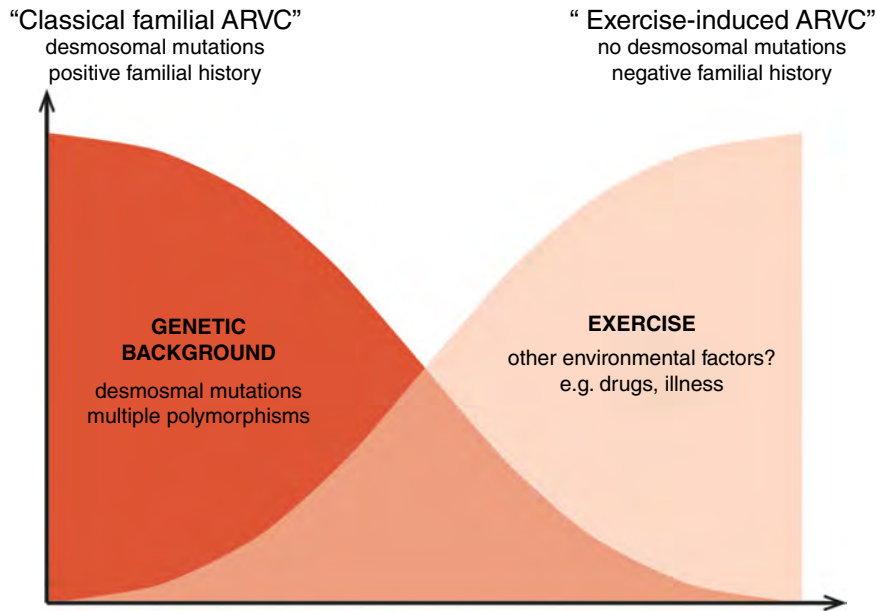 “Classical familial ARVC”
desmosomal mutations
positive familial history
“ Exercise-induced ARVC”
no desmosomal mutations
negative familial history
GENETIC
BACKGROUND
desmosmal mutations
multiple polymorphisms
EXERCISE
other environmental factors?
e.g. drugs, illness